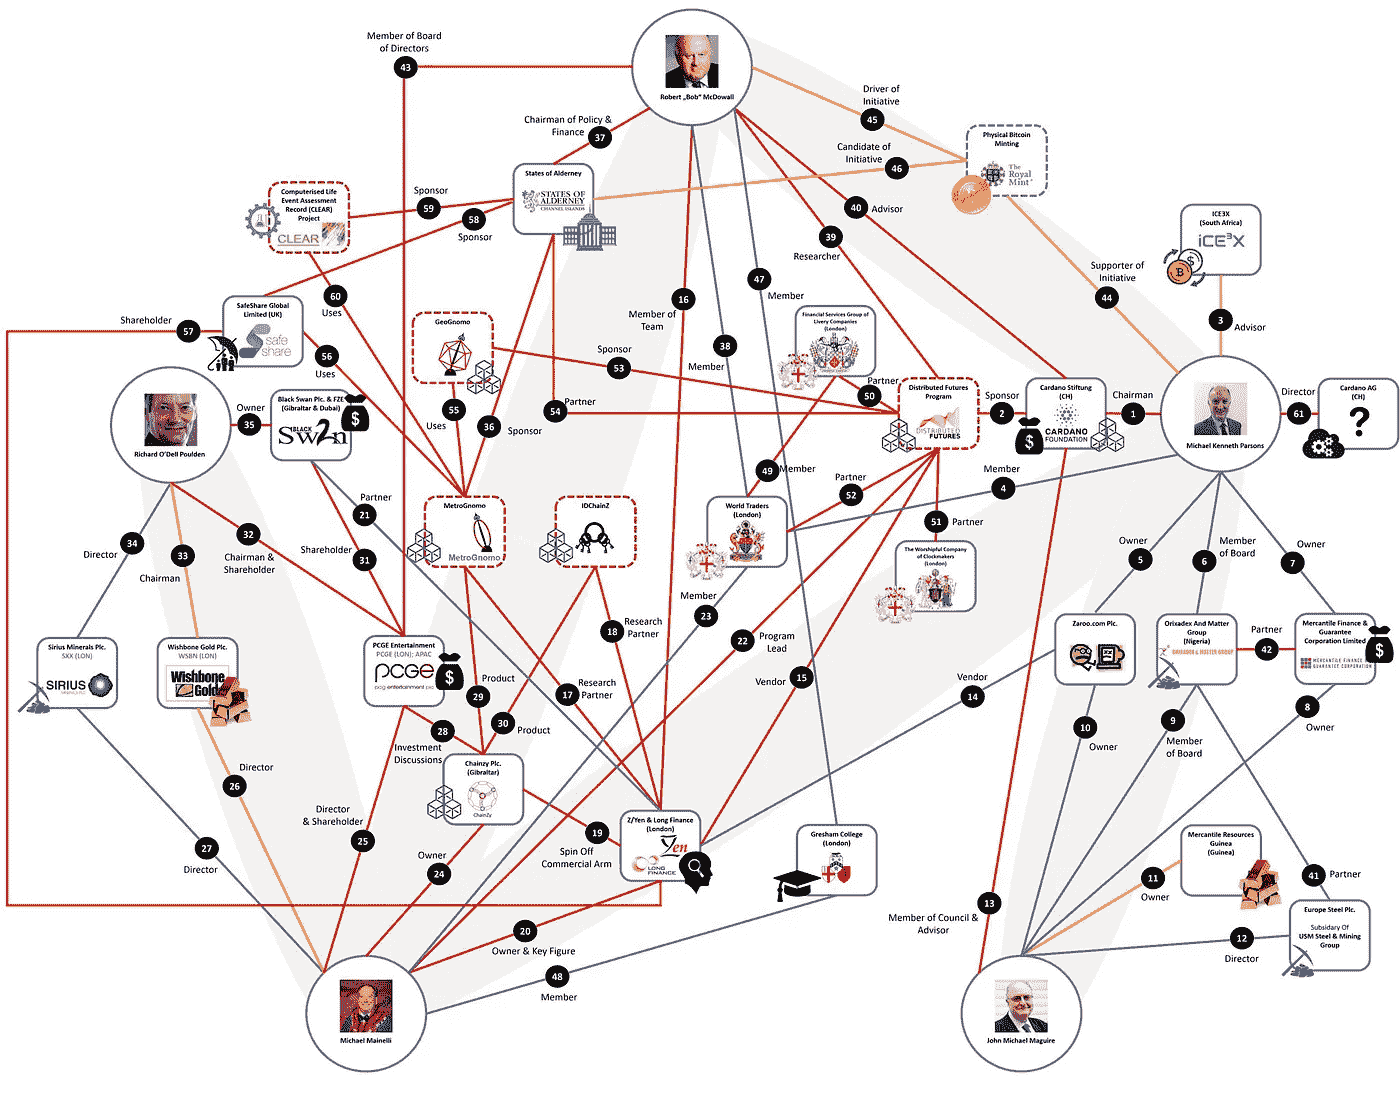 Member of Board
of Directors
43
Robert „Bob“ McDowall
Driver of
Initiative
45
Chairman of Policy &
Finance
37
Candidate of
Initiative
46
Physical Bitcoin
Minting
The
Royal
Mint
States of Alderney
STATES OF
ALDERNEY
CHANNEL ISLANDS
Computerised Life
Event Assessment
Record (CLEAR)
Project
CLEAR
Sponsor
59
58
Sponsor
40
Advisor
39
Researcher
ICE3X
(South Africa)
iCE3X
Supporter of
Initiative
44
3
Advisor
47
Member
60
Uses
16
Member of
Team
SafeShare Global
Limited (UK)
safe
share
Shareholder
57
56
Uses
GeoGnomo
Financial Services Group of
Livery Companies
(London)
38
Member
Sponsor
53
Partner
50
Black Swan Plc. & FZE
(Gibraltar & Dubai)
BLACK
Sw2n
$
Owner
35
Richard O'Dell Poulden
55
Uses
36
Sponsor
54
Partner
Distributed Futures
Program
DISTRIBUTED
FUTURES
Sponsor
2
Cardano Stiftung
(CH)
CARDANO
FOUNDATION
$
Chairman
1
Michael Kenneth Parsons
Director
61
Cardano AG
(CH)
?
49
Member
Member
4
Partner
52
Partner
21
MetroGnomo
MetroGnomo
IDChainZ
World Traders
(London)
51
Partner
The Worshipful Company
of Clockmakers
(London)
32
Chairman &
Shareholder
Shareholder
31
Director
34
33
Chairman
Owner
5
Member
of Board
6
Owner
7
Member
23
18
Research
Partner
22
Program
Lead
Sirius Minerals Plc.
SXX (LON)
SIRIUS
MINERALS
Wishbone Gold Plc.
WSBN (LON)
Wishbone
Gold
PCGE Entertainment
PCGE (LON); APAC
pcge
pcg entertainment plc
$
Zaroo.com Plc.
Orixadex And Matter
Group
(Nigeria)
Partner
42
Mercantile Finance &
Guarantee
Corporation Limited
MERCANTILE FINANCE
GUARANTEE CORPORATION
$
29
Product
17
Research
Partner
Vendor
15
Vendor
14
30
Product
28
Investment
Discussions
10
Owner
9
Member
of Board
8
Owner
Chainzy Plc.
(Gibraltar)
ChainZy
Director
26
Director
& Shareholder
25
27
Director
24
Owner
19
Spin Off
Commercial Arm
Z/Yen & Long Finance
(London)
Z/Yen
LONG
FINANCE
Gresham College
(London)
Mercantile Resources
Guinea
(Guinea)
11
Owner
41
Partner
13
Member of Council &
Advisor
Europe Steel Plc.
Subsidary Of
USM Steel & Mining
Group
12
Director
20
Owner & Key Figure
48
Member
Michael Mainelli
John Michael Maguire